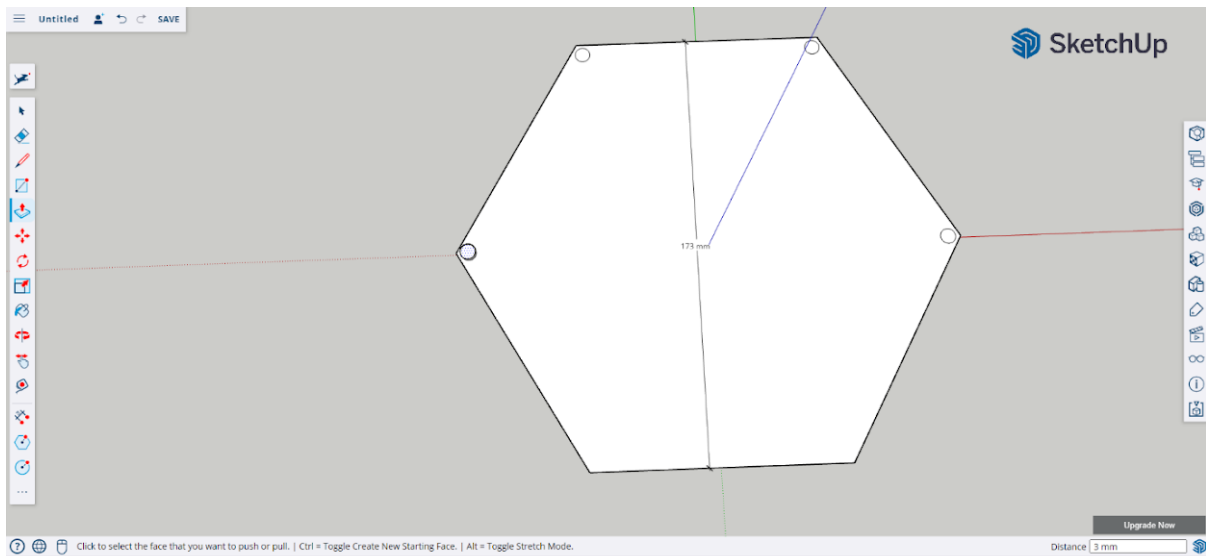 Untitled SAVE
SketchUp
173 mm
Upgrade Now
Click to select the face that you want to push or pull. | Ctrl = Toggle Create New Starting Face. | Alt = Toggle Stretch Mode.
Distance 3 mm